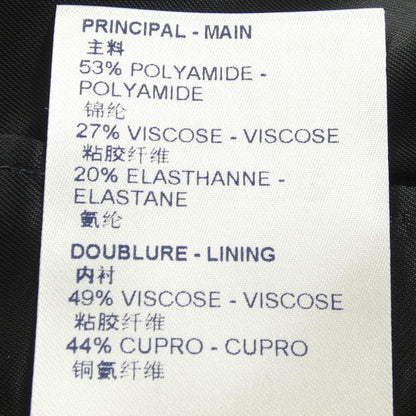 PRINCIPAL - MAIN
主料
53% POLYAMIDE -
POLYAMIDE
锦纶
27% VISCOSE - VISCOSE
粘胶纤维
20% ELASTHANNE -
ELASTANE
氨纶
DOUBLURE - LINING
内衬
49% VISCOSE - VISCOSE
粘胶纤维
44% CUPRO - CUPRO
铜氨纤维